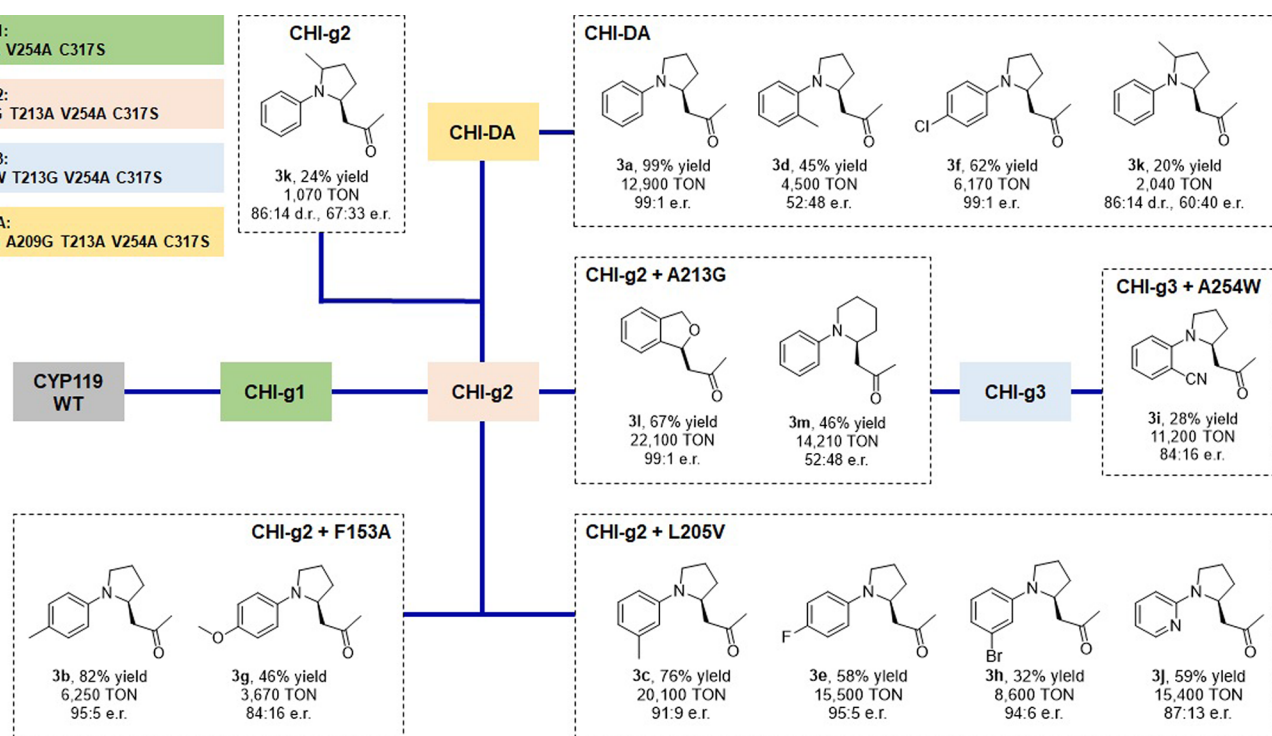 1:
V254A C317S
2:
T213A V254A C317S
3:
T213G V254A C317S
A:
A209G T213A V254A C317S
CHI-g2
N
O
3k, 24% yield
1,070 TON
86:14 d.r., 67:33 e.r.
CHI-DA
CHI-DA
N
O
3a, 99% yield
12,900 TON
99:1 e.r.
N
O
3d, 45% yield
4,500 TON
52:48 e.r.
N
Cl
O
3f, 62% yield
6,170 TON
99:1 e.r.
N
O
3k, 20% yield
2,040 TON
86:14 d.r., 60:40 e.r.
CYP119
WT
CHI-g1
CHI-g2
CHI-g2 + A213G
O
O
3l, 67% yield
22,100 TON
99:1 e.r.
N
O
3m, 46% yield
14,210 TON
52:48 e.r.
CHI-g3
CHI-g3 + A254W
N
CN
O
3i, 28% yield
11,200 TON
84:16 e.r.
CHI-g2 + F153A
N
O
3b, 82% yield
6,250 TON
95:5 e.r.
N
O
O
3g, 46% yield
3,670 TON
84:16 e.r.
CHI-g2 + L205V
N
O
3c, 76% yield
20,100 TON
91:9 e.r.
N
F
O
3e, 58% yield
15,500 TON
95:5 e.r.
N
Br
O
3h, 32% yield
8,600 TON
94:6 e.r.
N
N
O
3j, 59% yield
15,400 TON
87:13 e.r.